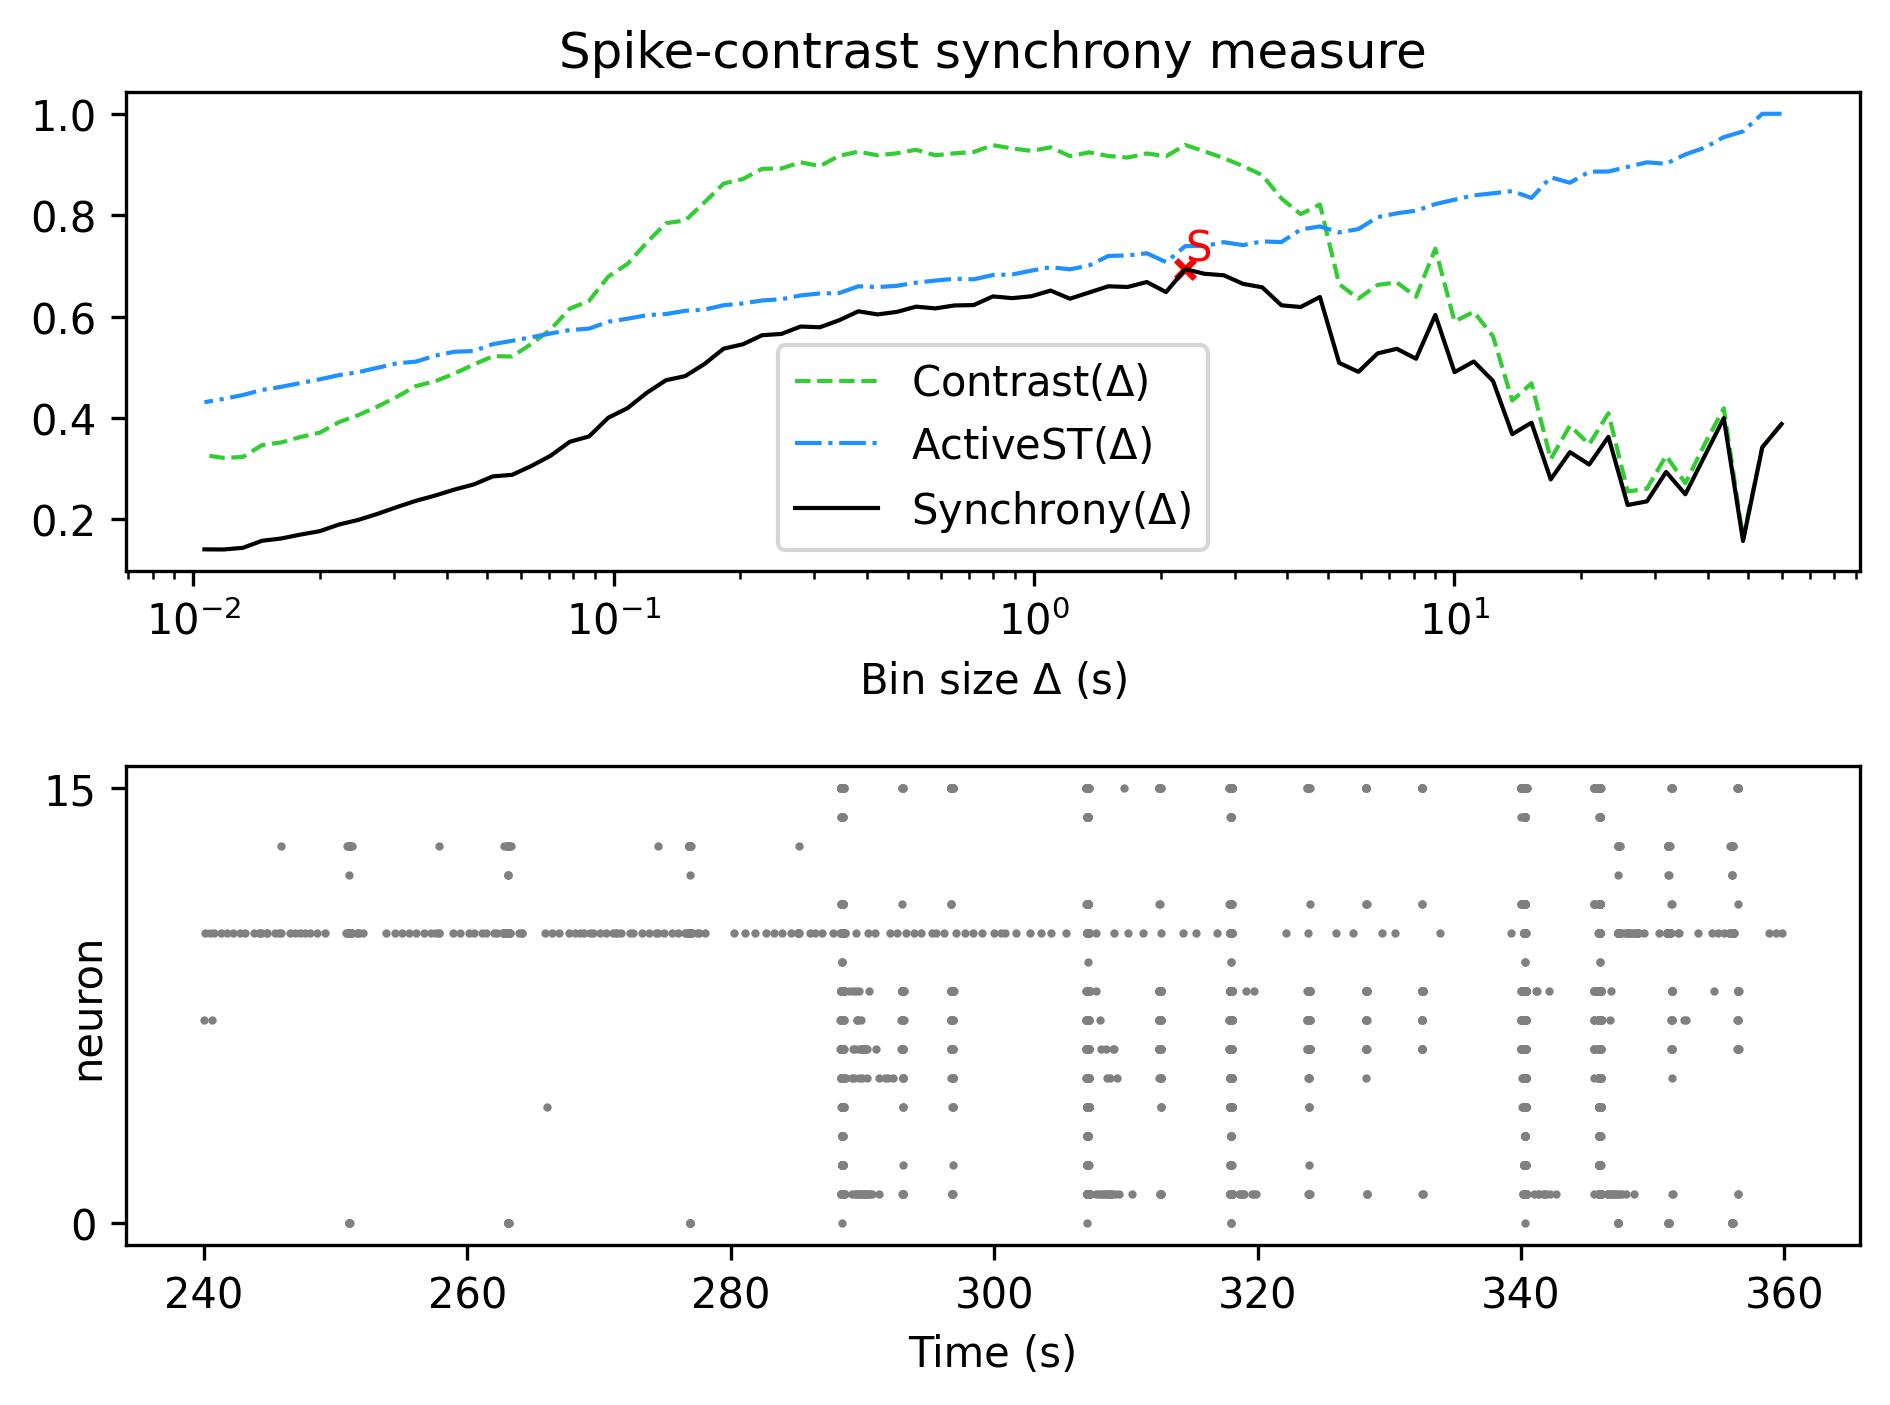 Spike-contrast synchrony measure
1.0
0.8
0.6
0.4
0.2
S
Contrast(Δ)
ActiveST(Δ)
Synchrony(Δ)
10⁻² 10⁻¹ 10⁰ 10¹
Bin size Δ (s)
15
neuron
0
240 260 280 300 320 340 360
Time (s)